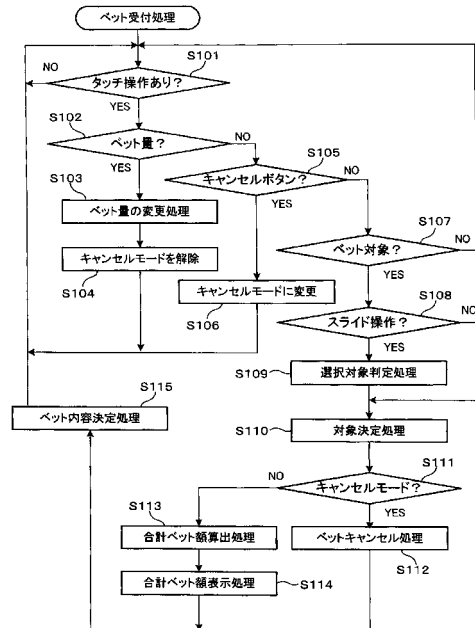 ベット受付処理
S101
NO
タッチ操作あり?
YES
S102
NO
ベット量?
S105
YES
NO
キャンセルボタン?
S103
YES
ベット量の変更処理
S107
NO
ベット対象?
キャンセルモードを解除
YES
S104
S108
キャンセルモードに変更
NO
スライド操作?
S106
YES
S109
選択対象判定処理
S115
ベット内容決定処理
S110
対象決定処理
S111
NO
キャンセルモード?
S113
YES
合計ベット額算出処理
ベットキャンセル処理
S112
合計ベット額表示処理
S114